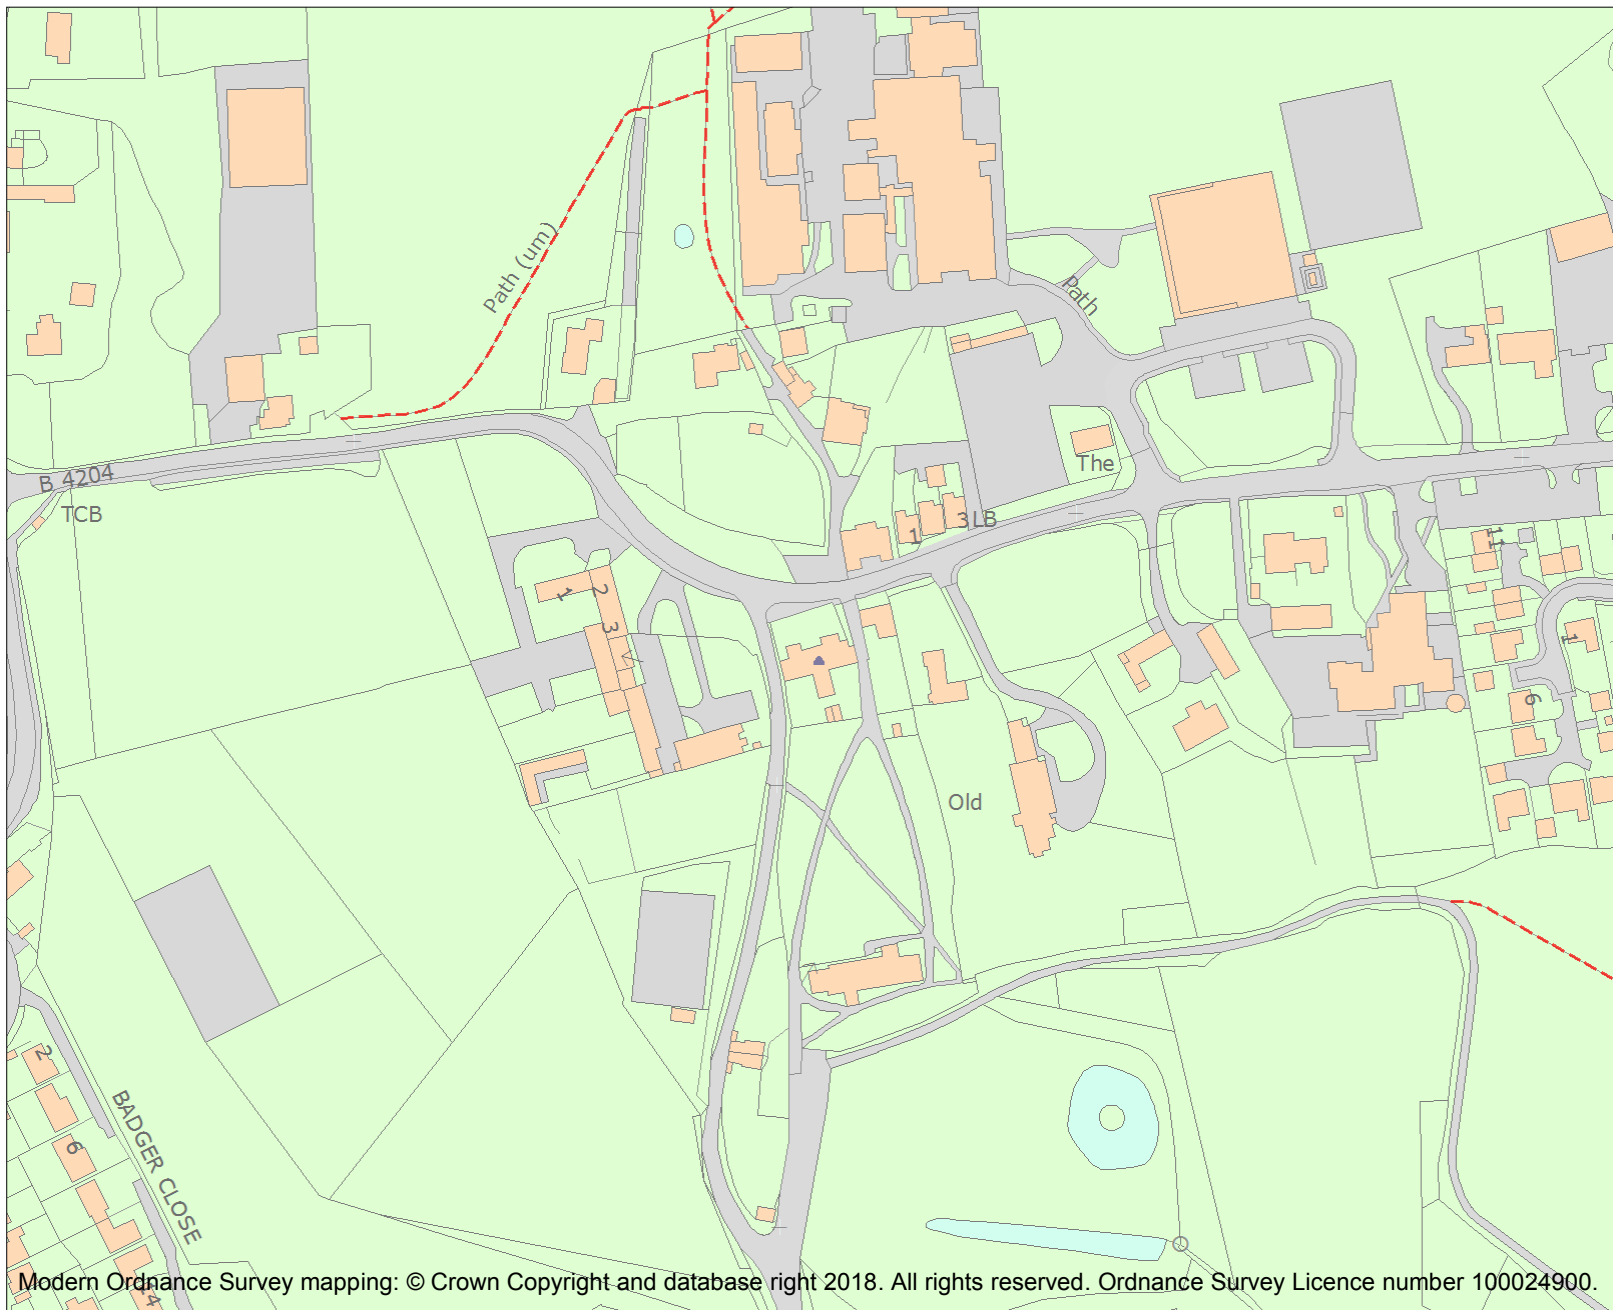 Path (um)
Path
B 4204
TCB
The
1
3
LB
11
1
2
3
1
6
Old
2
6
BADGER CLOSE
14
Modern Ordnance Survey mapping: © Crown Copyright and database right 2018. All rights reserved. Ordnance Survey Licence number 100024900.